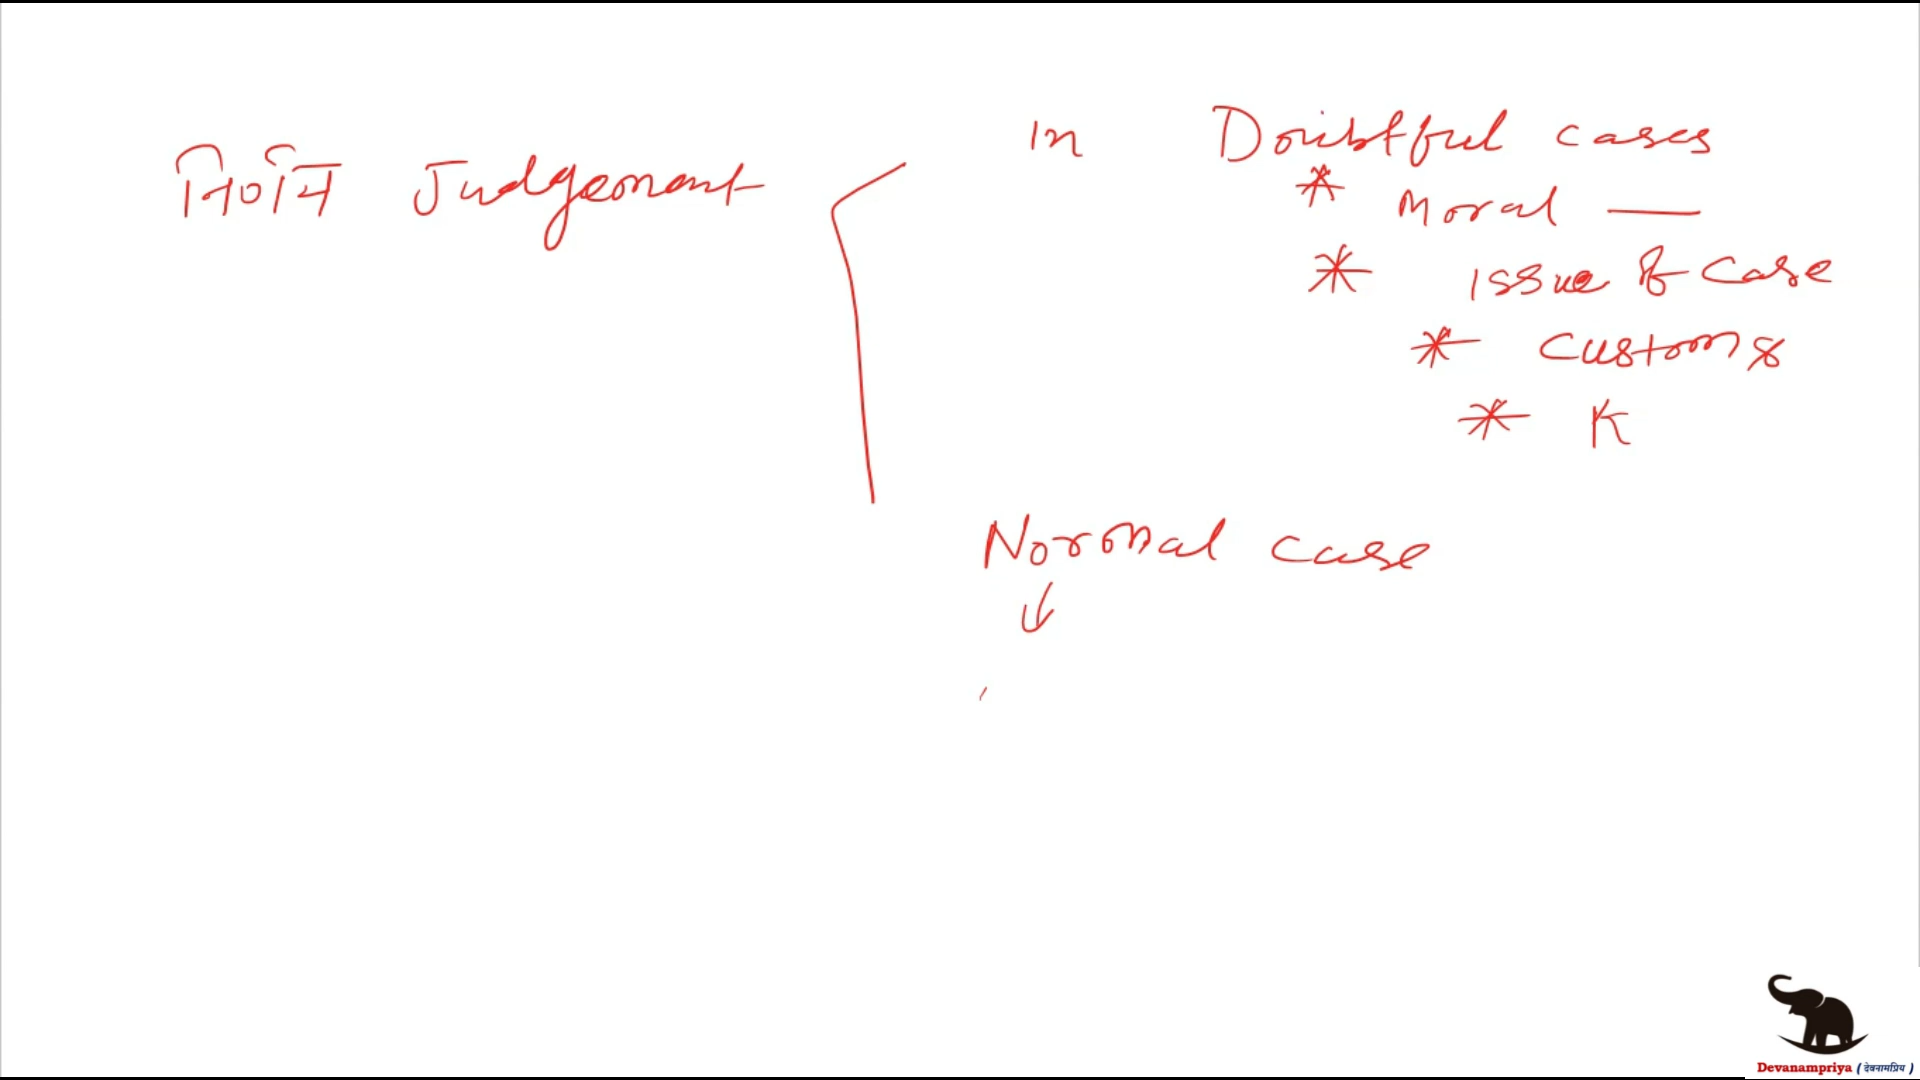 निर्णय Judgement
in Doubtful cases
* Moral —
* issue of case
* customs
* K
Normal case
↓
Devanampriya ( देवनामप्रिय )